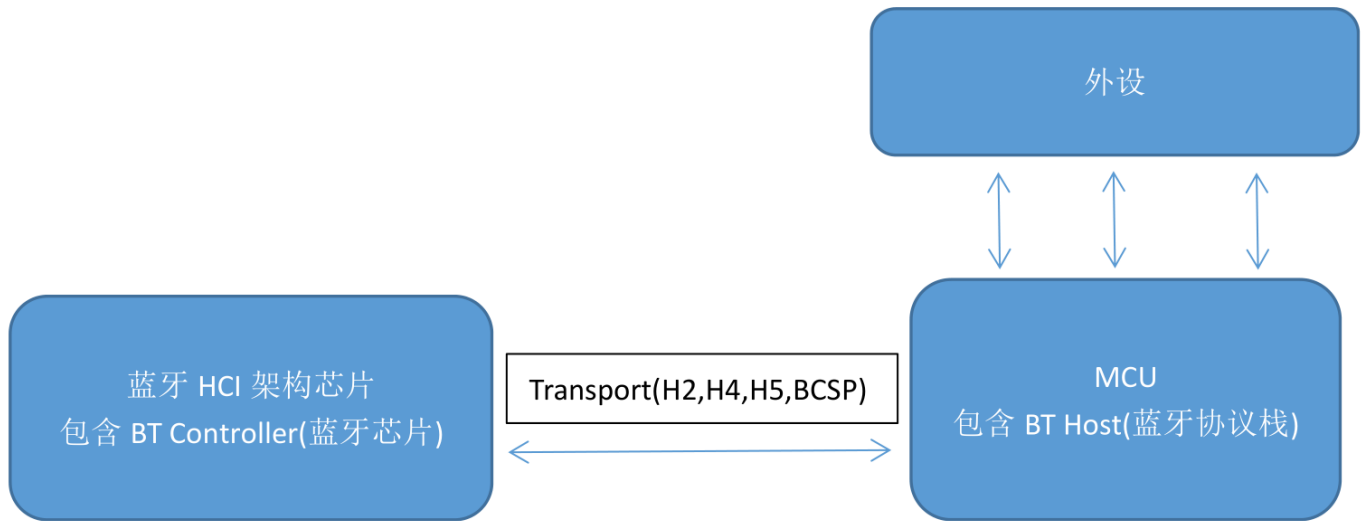 外设
蓝牙 HCI 架构芯片
包含 BT Controller(蓝牙芯片)
Transport(H2,H4,H5,BCSP)
MCU
包含 BT Host(蓝牙协议栈)